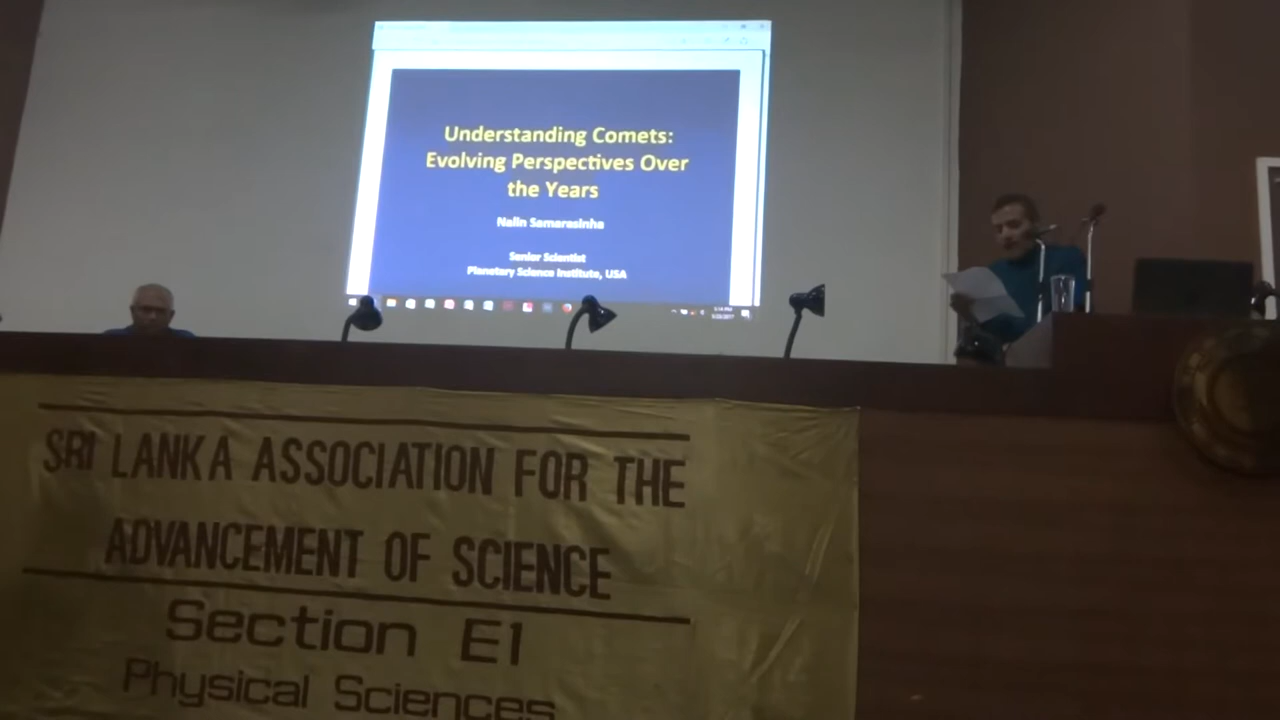 Understanding Comets:
Evolving Perspectives Over
the Years
Nalin Samarasinha
Senior Scientist
Planetary Science Institute, USA
SRI LANKA ASSOCIATION FOR THE
ADVANCEMENT OF SCIENCE
Section E1
Physical Sciences